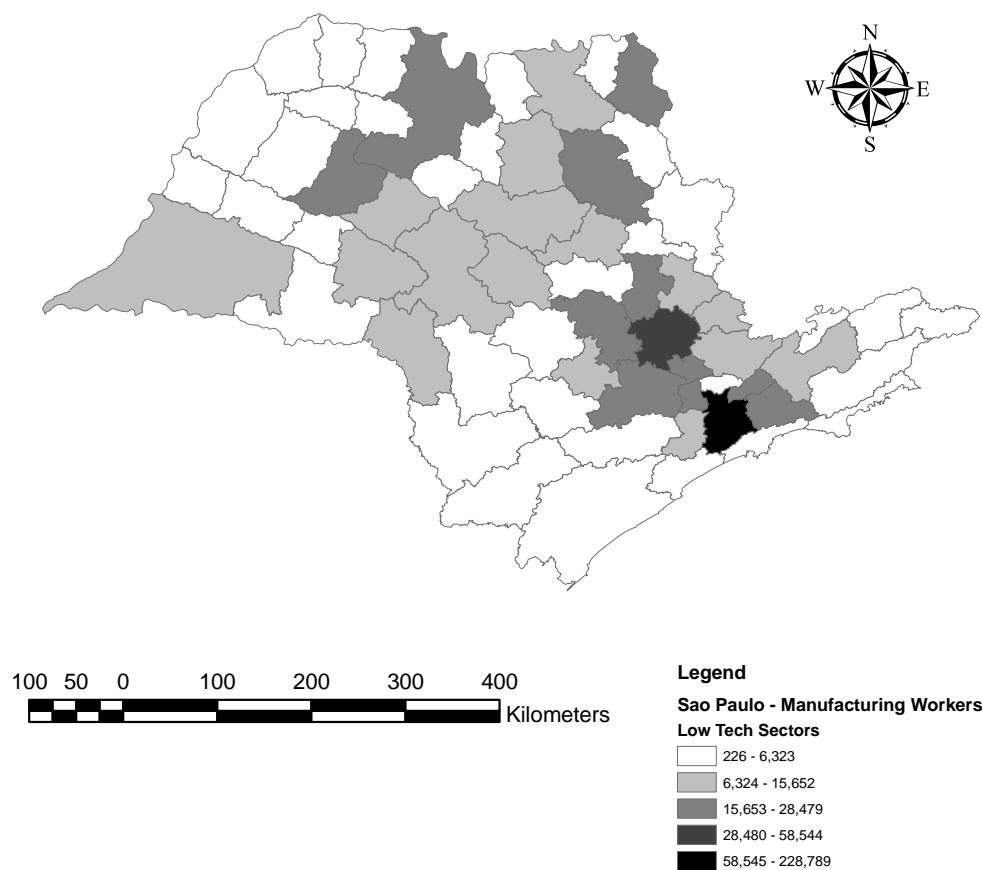 N
W E
S
100 50 0 100 200 300 400
Kilometers
Legend
Sao Paulo - Manufacturing Workers
Low Tech Sectors
226 - 6,323
6,324 - 15,652
15,653 - 28,479
28,480 - 58,544
58,545 - 228,789